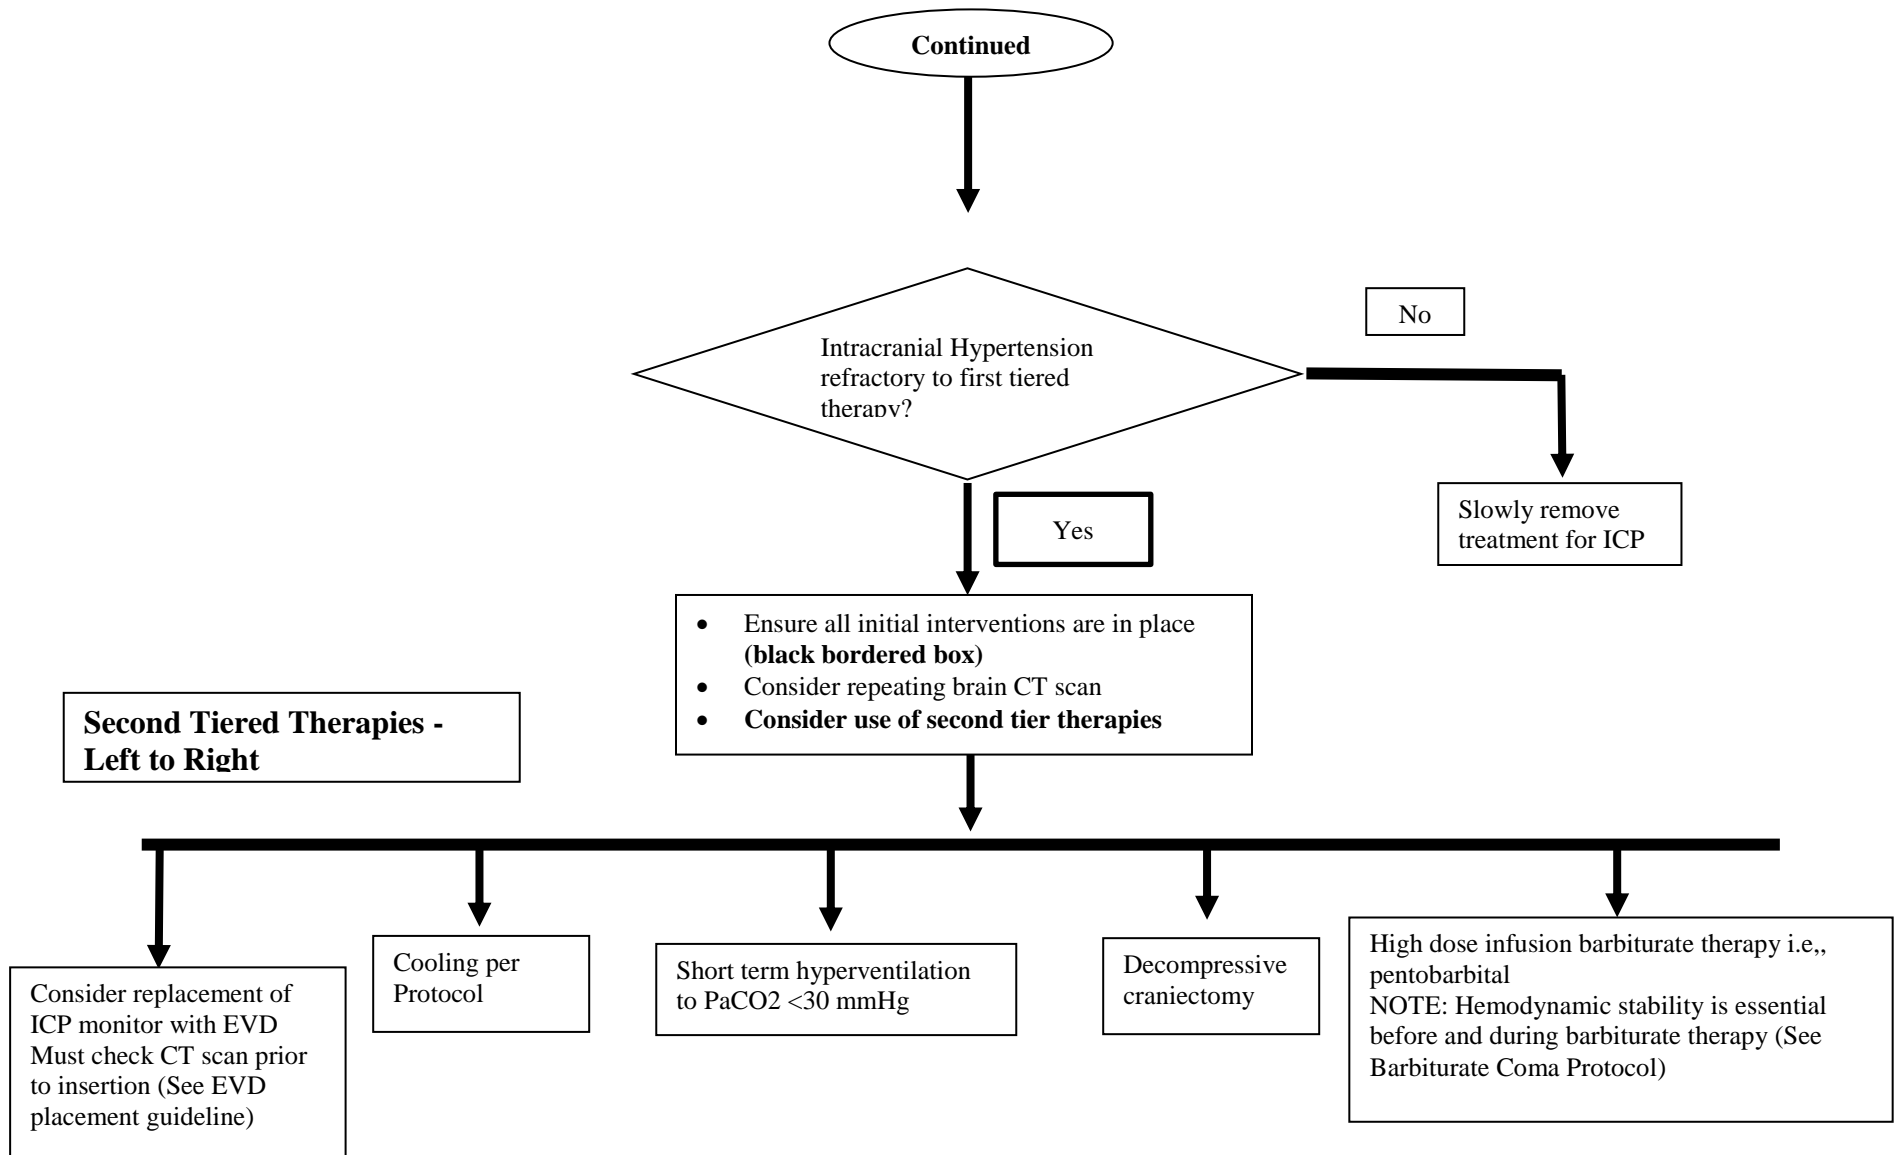 Continued
No
Intracranial Hypertension
refractory to first tiered
therapy?
Yes
Slowly remove
treatment for ICP
• Ensure all initial interventions are in place
(black bordered box)
• Consider repeating brain CT scan
• Consider use of second tier therapies
Second Tiered Therapies -
Left to Right
Consider replacement of
ICP monitor with EVD
Must check CT scan prior
to insertion (See EVD
placement guideline)
Cooling per
Protocol
Short term hyperventilation
to PaCO2 <30 mmHg
Decompressive
craniectomy
High dose infusion barbiturate therapy i.e,,
pentobarbital
NOTE: Hemodynamic stability is essential
before and during barbiturate therapy (See
Barbiturate Coma Protocol)